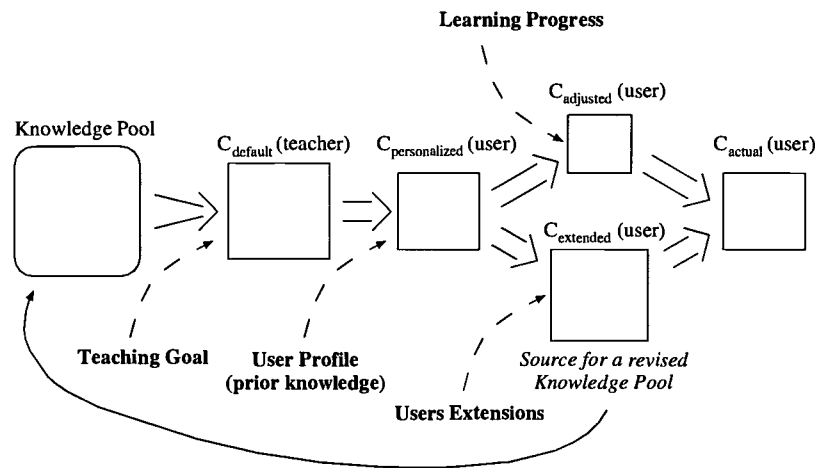 Learning Progress
C_adjusted (user)
Knowledge Pool
C_default (teacher)
C_personalized (user)
C_actual (user)
C_extended (user)
Teaching Goal
User Profile
(prior knowledge)
Source for a revised
Knowledge Pool
Users Extensions